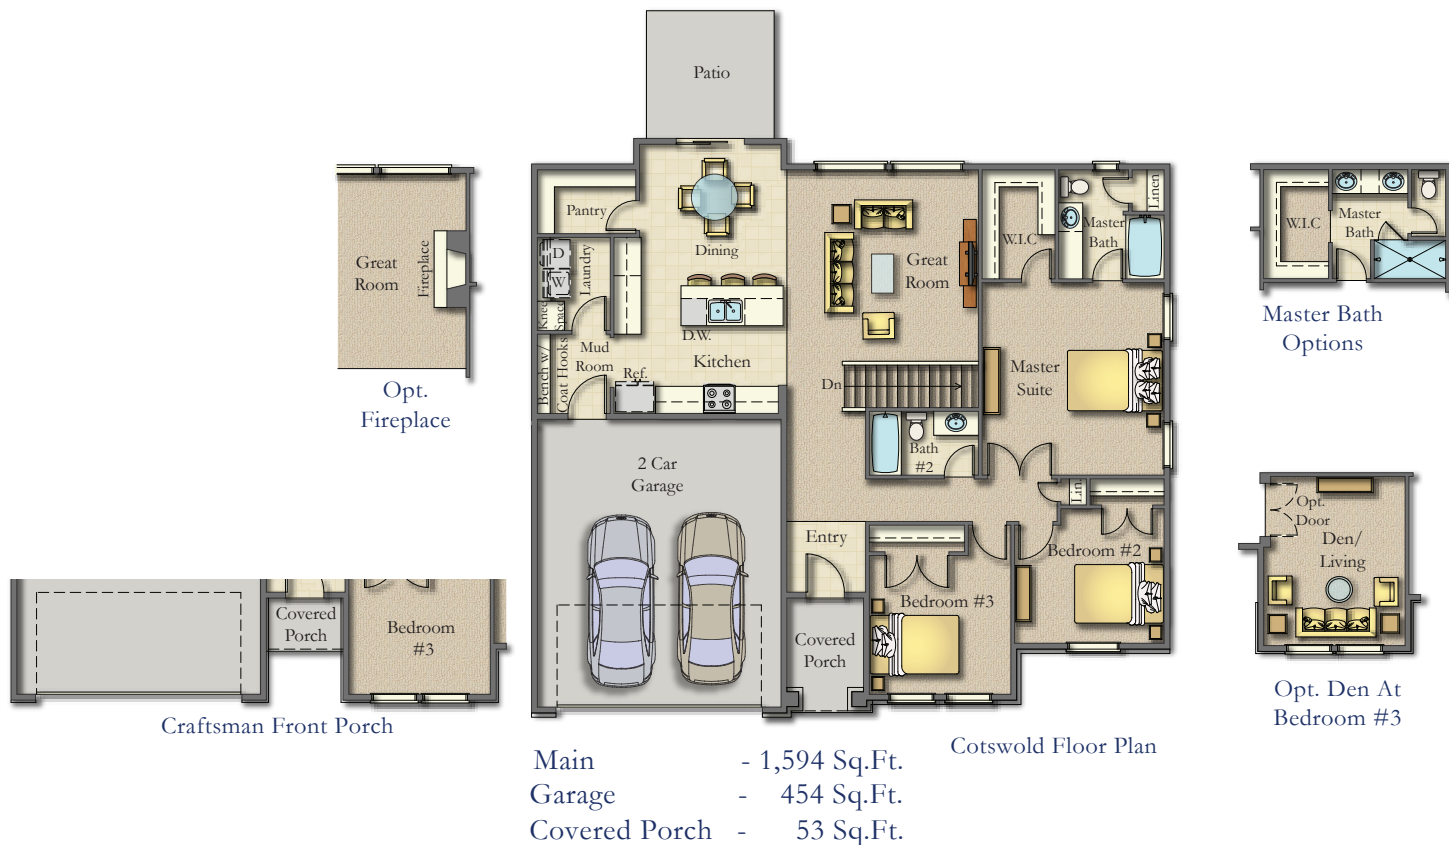 Patio
Great
Room
Fireplace
Opt.
Fireplace
Pantry
D
W
Laundry
Knee
Space
Bench w/
Coat Hooks
Mud
Room
Ref.
Dining
D.W.
Kitchen
Great
Room
Dn
W.I.C
Master
Bath
Linen
Master
Suite
Bath
#2
Lin.
2 Car
Garage
Entry
Covered
Porch
Bedroom #3
Bedroom #2
W.I.C
Master
Bath
Master Bath
Options
Opt.
Door
Den/
Living
Opt. Den At
Bedroom #3
Covered
Porch
Bedroom
#3
Craftsman Front Porch
Cotswold Floor Plan
Main - 1,594 Sq.Ft.
Garage - 454 Sq.Ft.
Covered Porch - 53 Sq.Ft.